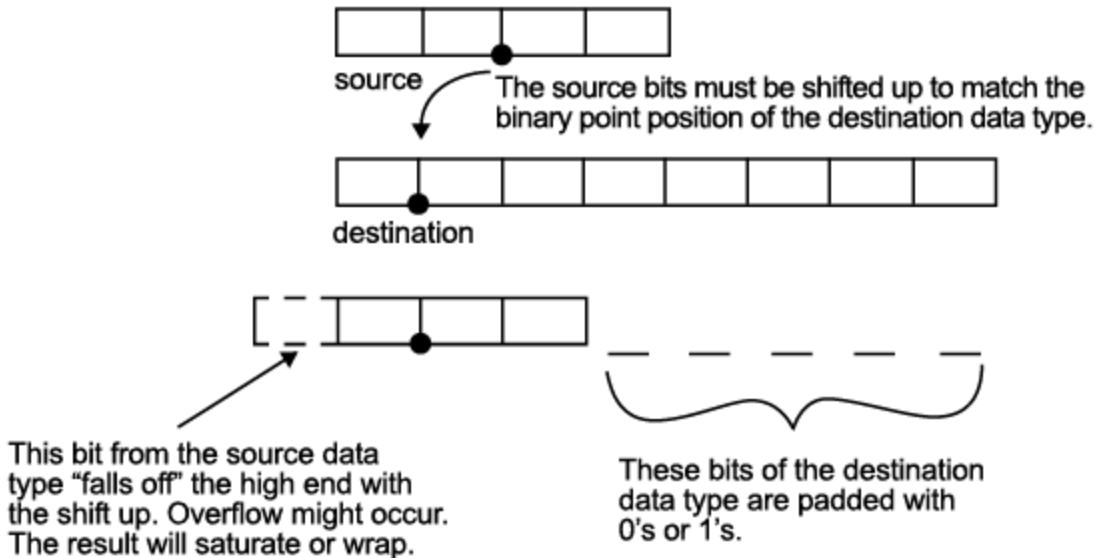 source
The source bits must be shifted up to match the
binary point position of the destination data type.
destination
This bit from the source data
type “falls off” the high end with
the shift up. Overflow might occur.
The result will saturate or wrap.
These bits of the destination
data type are padded with
0’s or 1’s.